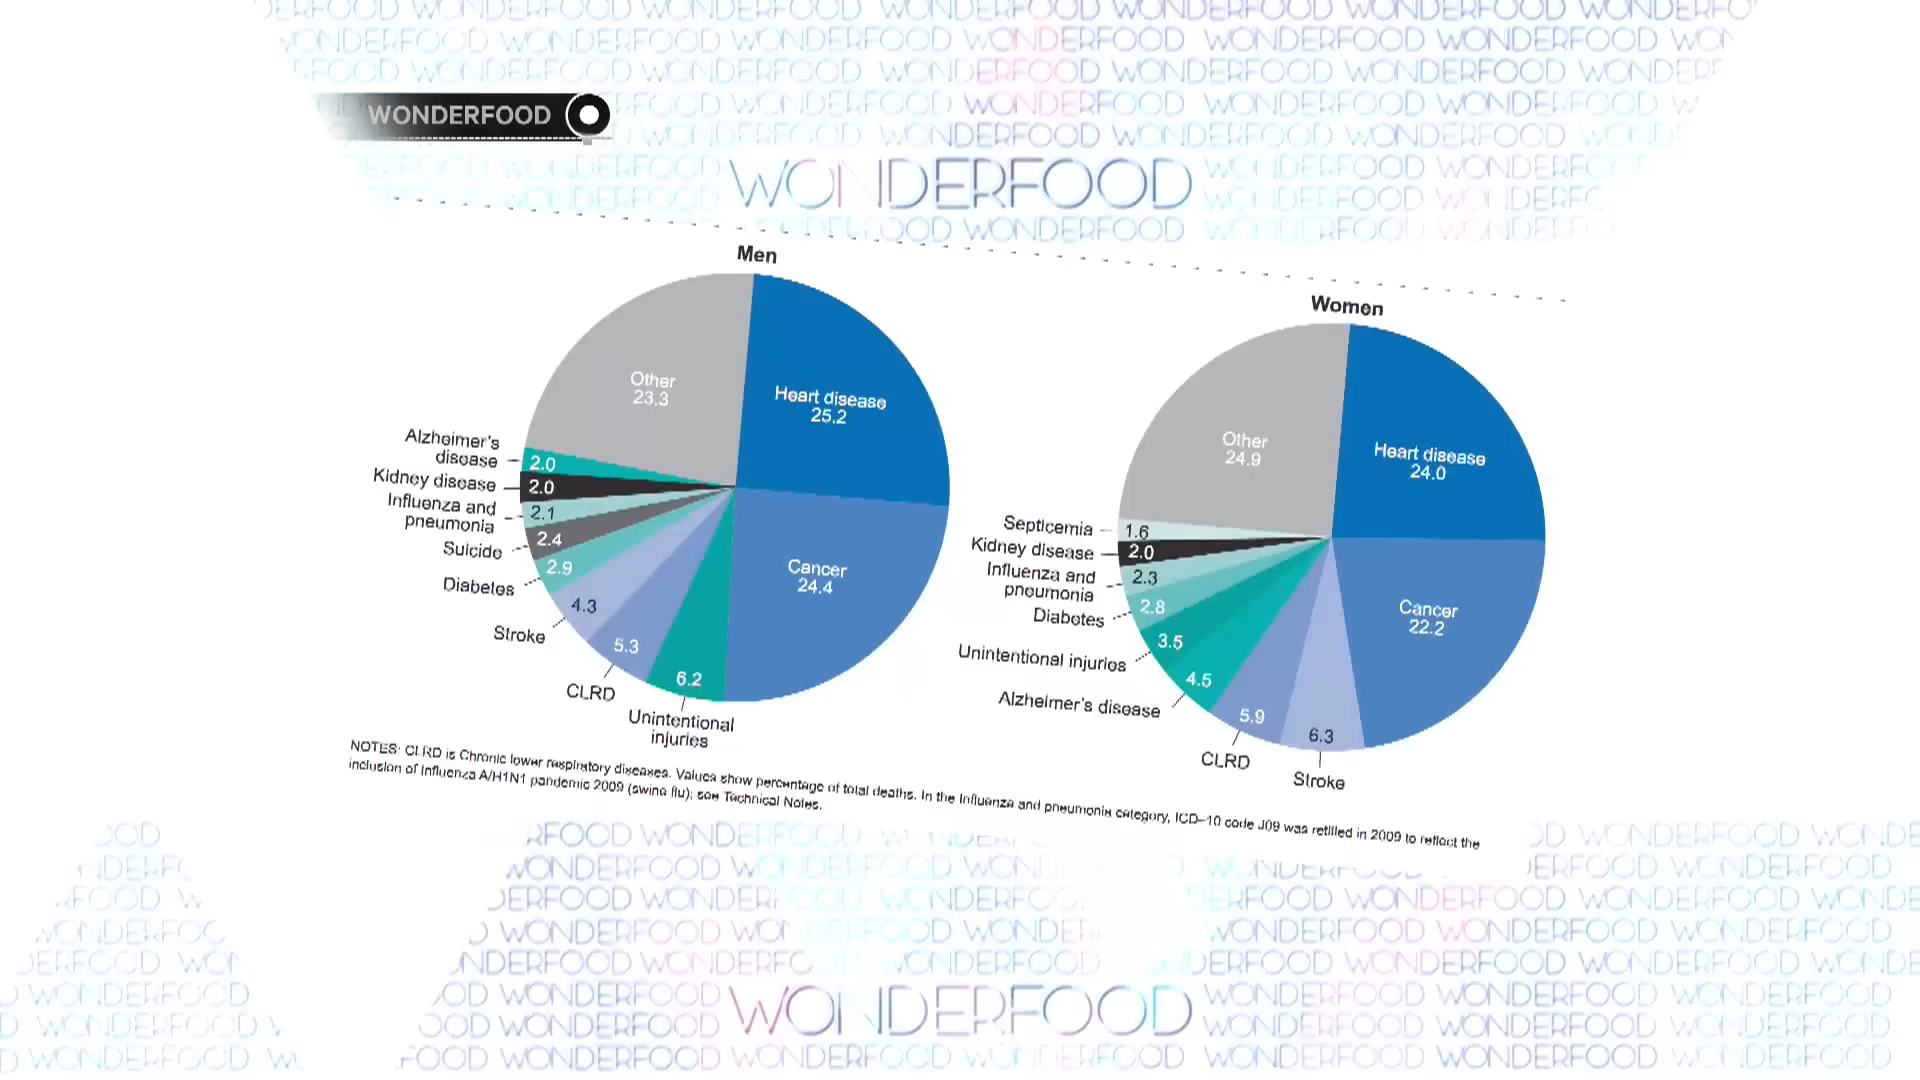 WONDERFOOD
WONDERFOOD
Men
Other
23.3
Heart disease
25.2
Alzheimer's
disease
2.0
Kidney disease
2.0
Influenza and
pneumonia
2.1
Suicide
2.4
Diabetes
2.9
Stroke
4.3
CLRD
5.3
Unintentional
injuries
6.2
Cancer
24.4
Women
Other
24.9
Heart disease
24.0
Septicemia
1.6
Kidney disease
2.0
Influenza and
pneumonia
2.3
Diabetes
2.8
Unintentional injuries
3.5
Alzheimer's disease
4.5
CLRD
5.9
Stroke
6.3
Cancer
22.2
NOTES: CLRD is Chronic lower respiratory diseases. Values show percentage of total deaths. In the Influenza and pneumonia category, ICD–10 code J09 was retitled in 2009 to reflect the
inclusion of Influenza A/H1N1 pandemic 2009 (swine flu); see Technical Notes.
WONDERFOOD